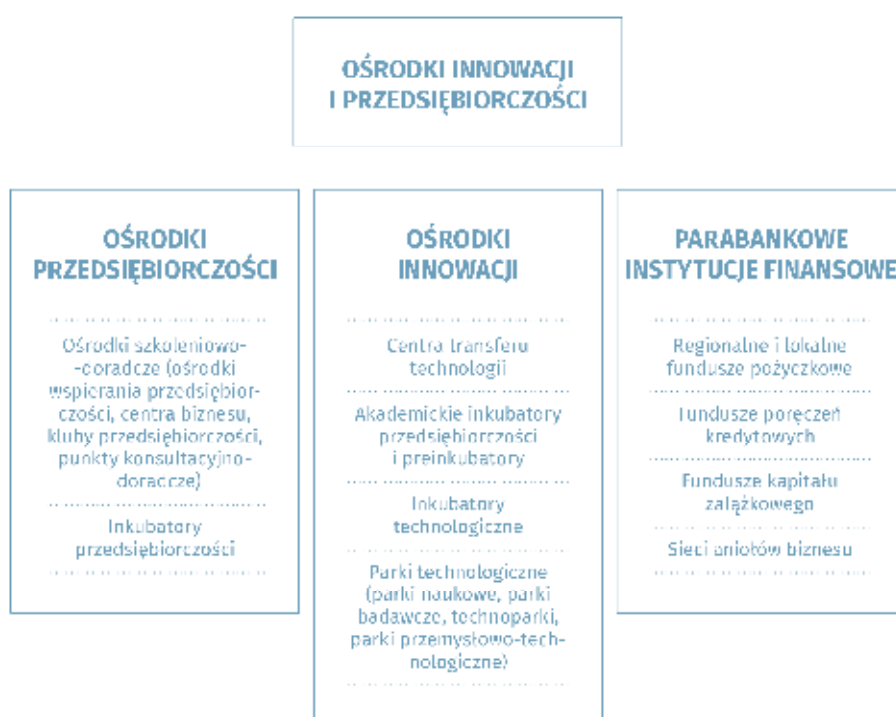 OŚRODKI INNOWACJI
I PRZEDSIĘBIORCZOŚCI
OŚRODKI
PRZEDSIĘBIORCZOŚCI
Ośrodki szkoleniowo-
-doradcze (ośrodki
wspierania przedsiębior-
czości, centra biznesu,
kluby przedsiębiorczości,
punkty konsultacyjno-
doradcze)
Inkubatory
przedsiębiorczości
OŚRODKI
INNOWACJI
Centra transferu
technologii
Akademickie inkubatory
przedsiębiorczości
i preinkubatory
Inkubatory
technologiczne
Parki technologiczne
(parki naukowe, parki
badawcze, technoparki,
parki przemysłowo-tech-
nologiczne)
PARABANKOWE
INSTYTUCJE FINANSOWE
Regionalne i lokalne
fundusze pożyczkowe
Fundusze poręczeń
kredytowych
Fundusze kapitału
zalążkowego
Sieci aniołów biznesu